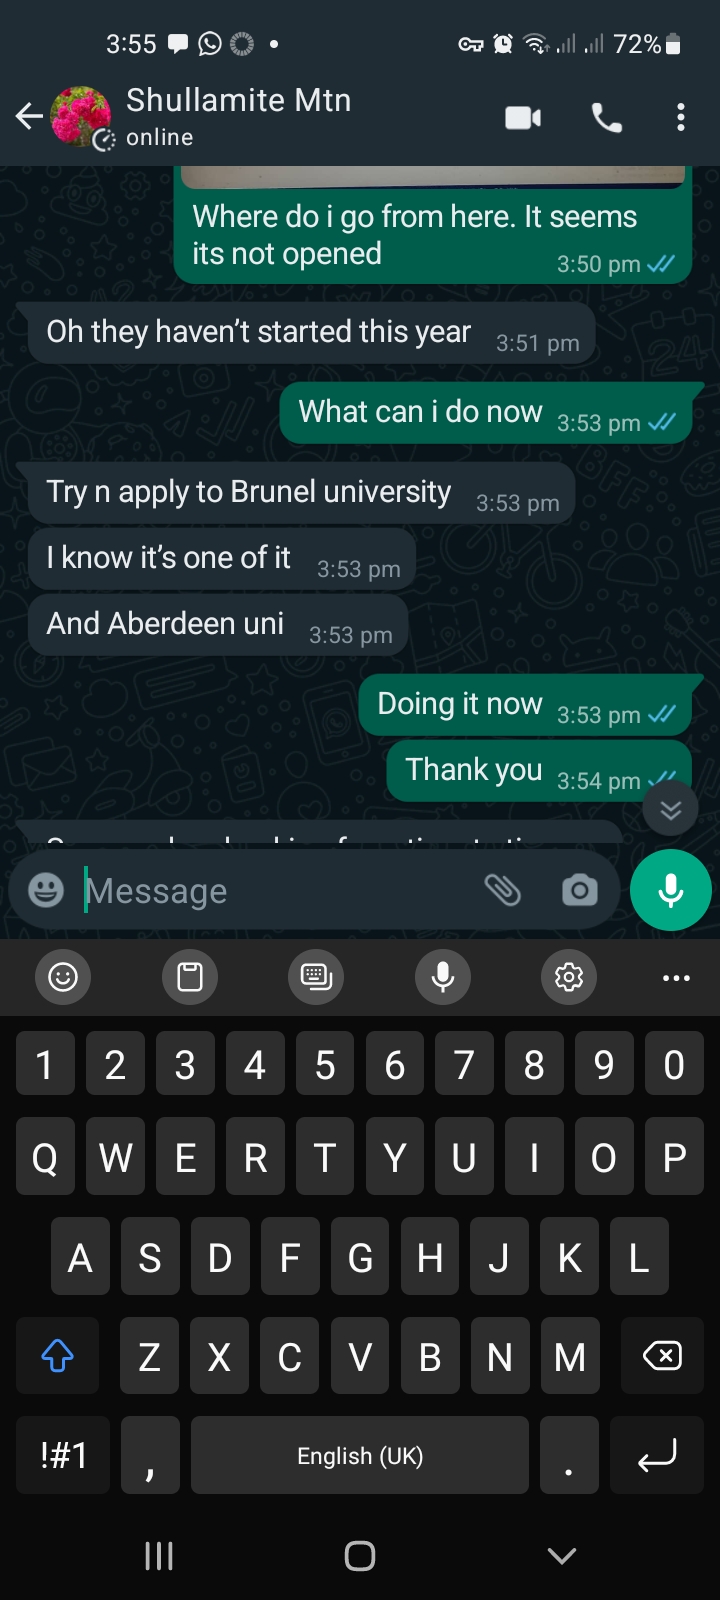 3:55 72%
Shullamite Mtn
online
Where do i go from here. It seems
its not opened 3:50 pm
Oh they haven't started this year 3:51 pm
What can i do now 3:53 pm
Try n apply to Brunel university 3:53 pm
I know it's one of it 3:53 pm
And Aberdeen uni 3:53 pm
Doing it now 3:53 pm
Thank you 3:54 pm
Message
1 2 3 4 5 6 7 8 9 0
Q W E R T Y U I O P
A S D F G H J K L
Z X C V B N M
!#1 , English (UK) .